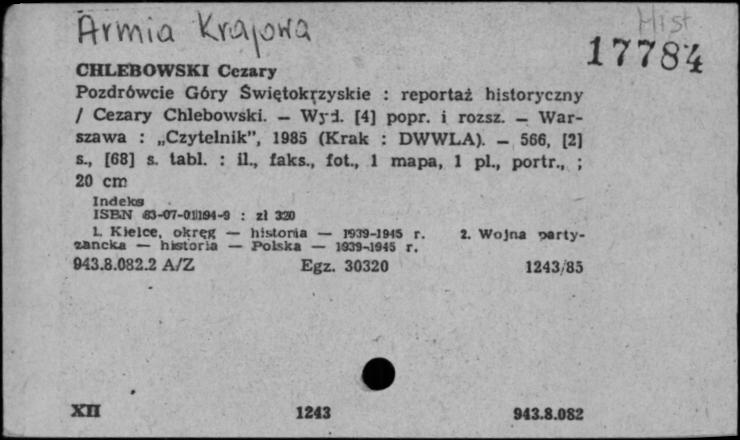 Armia Krajowa
Hist
17784
CHLEBOWSKI Cezary
Pozdrówcie Góry Świętokrzyskie : reportaż historyczny
/ Cezary Chlebowski. — Wyd. [4] popr. i rozsz. — War-
szawa : „Czytelnik", 1985 (Krak : DWWLA). — 566, [2]
s., [68] s. tabl. : il., faks., fot., 1 mapa, 1 pl., portr., ;
20 cm
Indeks
ISBN 83-07-01194-9 : zł 320
1. Kielce, okręg — historia — 1939-1945 r. 2. Wojna party-
zancka — historia — Polska — 1939-1945 r.
943.8.082.2 A/Z Egz. 30320 1243/85
XII 1243 943.8.082